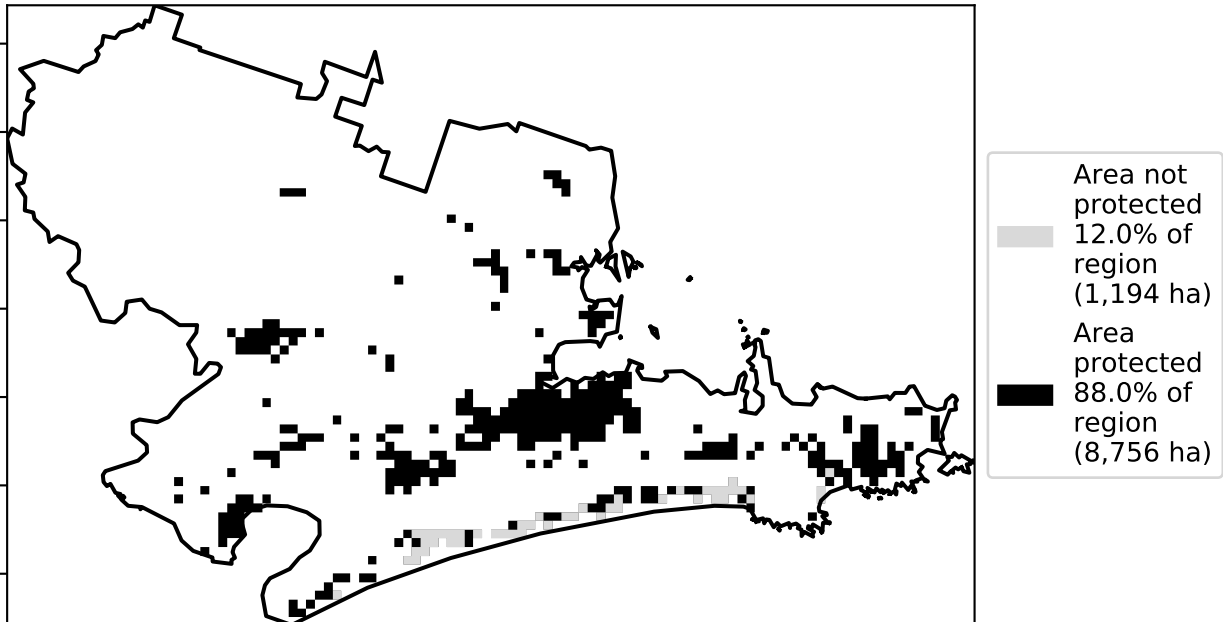 Area not
protected
12.0% of
region
(1,194 ha)
Area
protected
88.0% of
region
(8,756 ha)